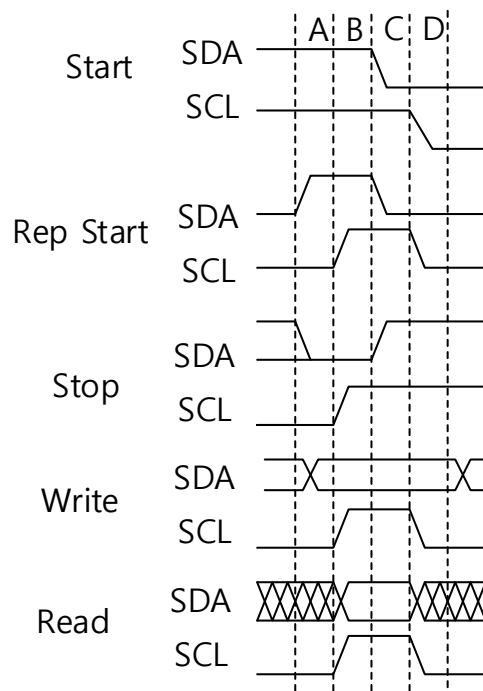 A B C D
Start
SDA
SCL
Rep Start
SDA
SCL
Stop
SDA
SCL
Write
SDA
SCL
Read
SDA
SCL